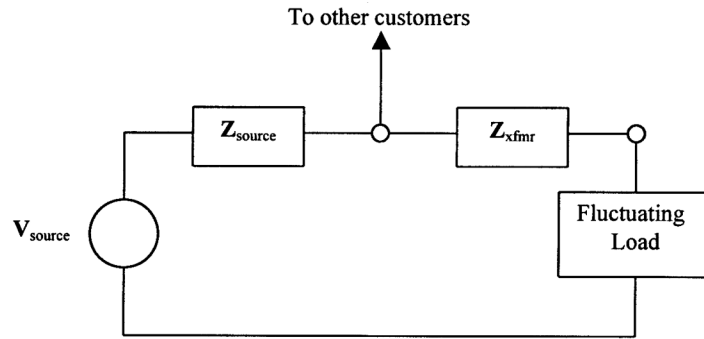 To other customers
Zsource
Zxfmr
Vsource
Fluctuating
Load